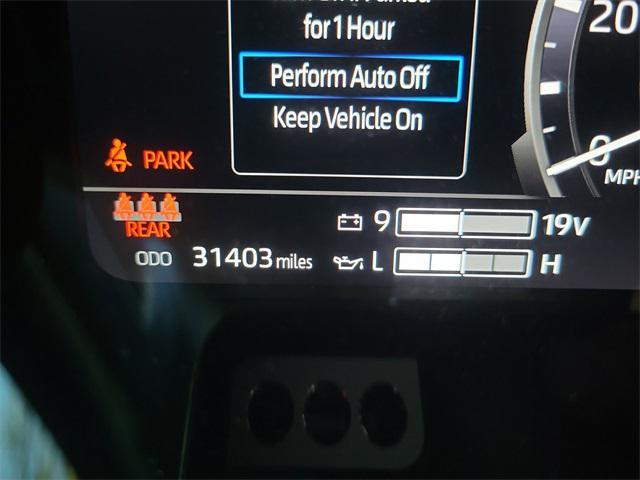 for 1 Hour
Perform Auto Off
Keep Vehicle On
20
0
MPH
PARK
REAR
9 19V
ODO 31403 miles L H